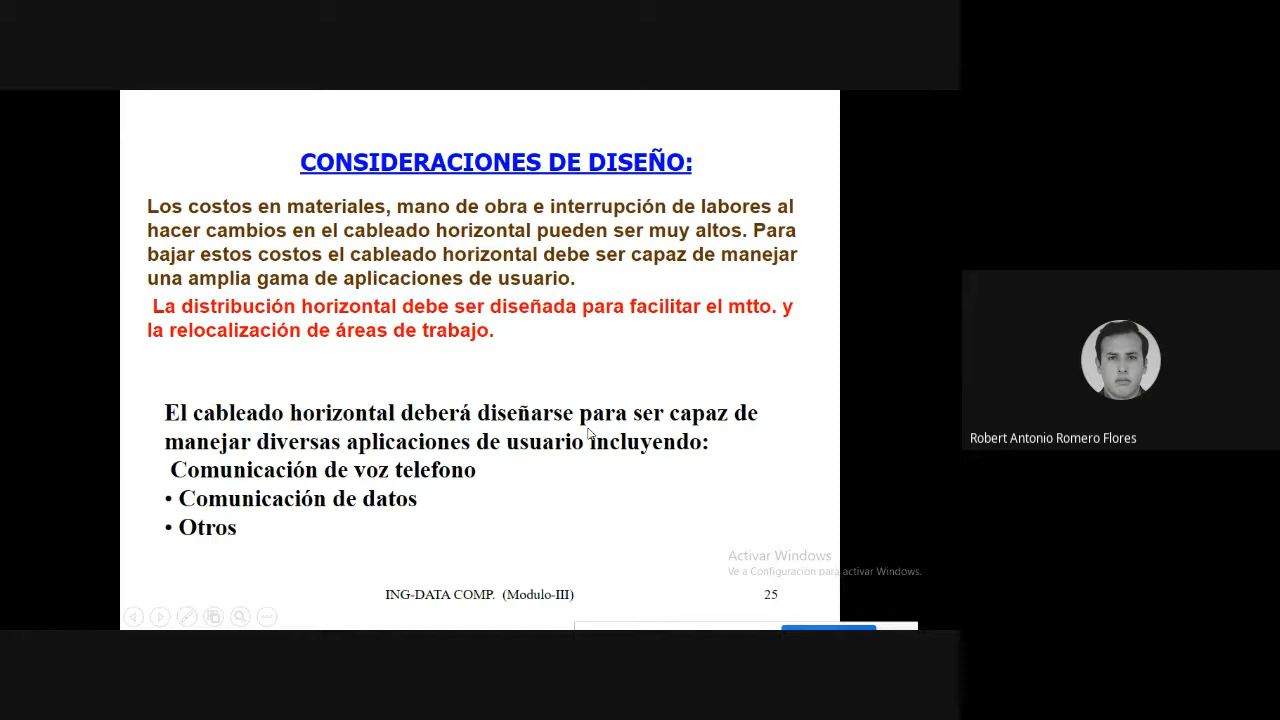 CONSIDERACIONES DE DISEÑO:
Los costos en materiales, mano de obra e interrupción de labores al
hacer cambios en el cableado horizontal pueden ser muy altos. Para
bajar estos costos el cableado horizontal debe ser capaz de manejar
una amplia gama de aplicaciones de usuario.
La distribución horizontal debe ser diseñada para facilitar el mtto. y
la relocalización de áreas de trabajo.
El cableado horizontal deberá diseñarse para ser capaz de
manejar diversas aplicaciones de usuario incluyendo:
Comunicación de voz telefono
• Comunicación de datos
• Otros
Activar Windows
Ve a Configuración para activar Windows.
ING-DATA COMP. (Modulo-III)
25
Robert Antonio Romero Flores